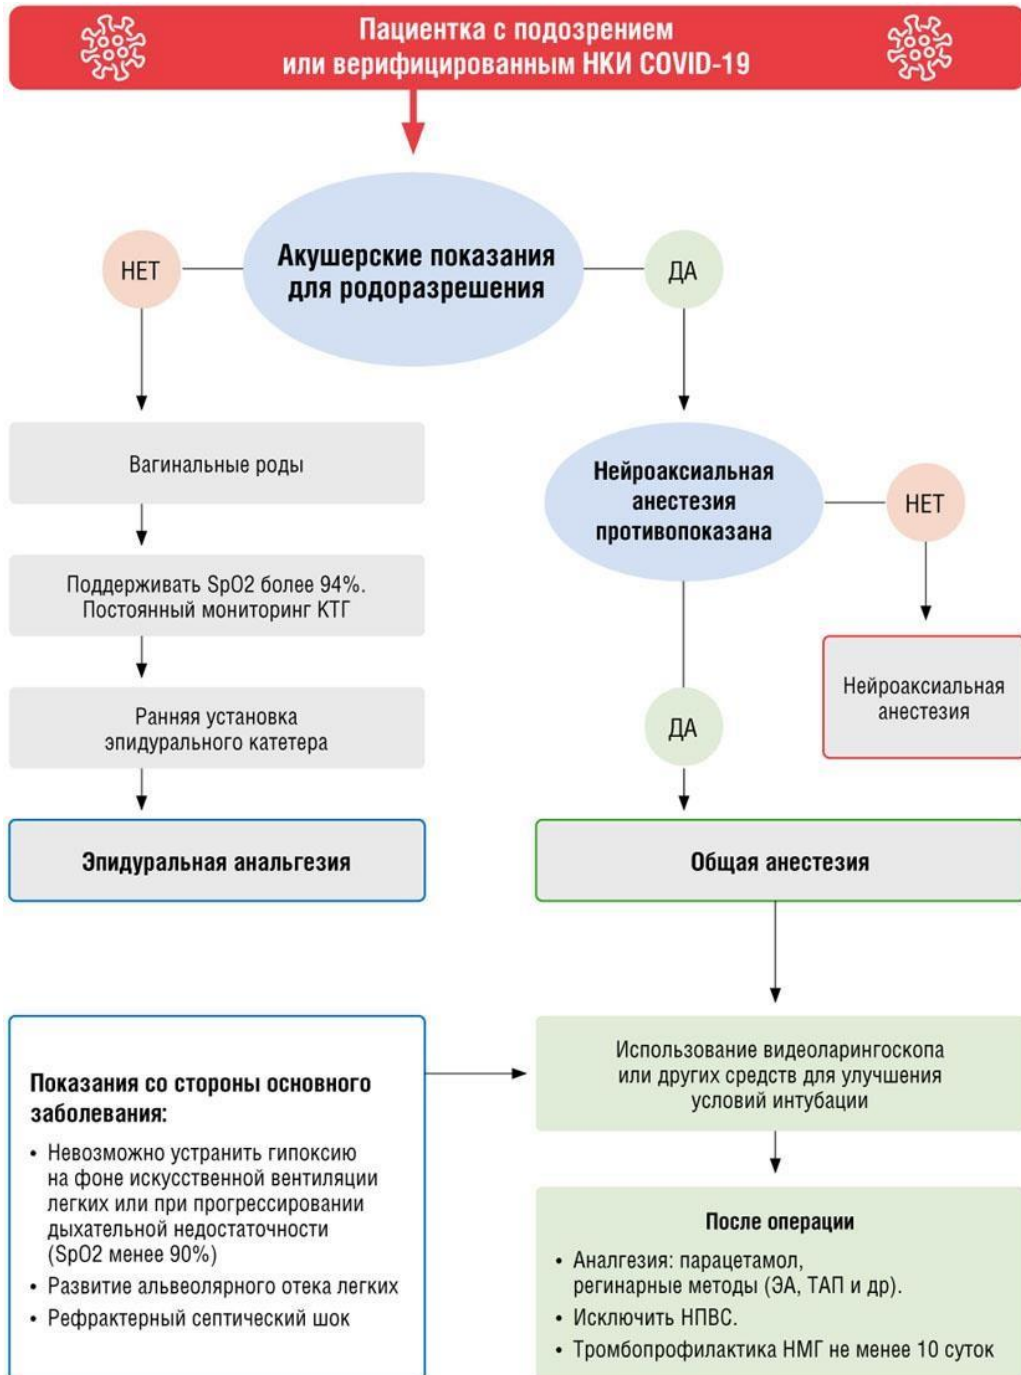 Пациентка с подозрением
или верифицированным НКИ COVID-19
Акушерские показания
для родоразрешения
НЕТ
ДА
Вагинальные роды
Поддерживать SpO2 более 94%.
Постоянный мониторинг КТГ
Ранняя установка
эпидурального катетера
Эпидуральная анальгезия
Нейроаксиальная
анестезия
противопоказана
НЕТ
Нейроаксиальная
анестезия
ДА
Общая анестезия
Показания со стороны основного
заболевания:
• Невозможно устранить гипоксию
на фоне искусственной вентиляции
легких или при прогрессировании
дыхательной недостаточности
(SpO2 менее 90%)
• Развитие альвеолярного отека легких
• Рефрактерный септический шок
Использование видеоларингоскопа
или других средств для улучшения
условий интубации
После операции
• Аналгезия: парацетамол,
регинарные методы (ЭА, ТАП и др).
• Исключить НПВС.
• Тромбопрофилактика НМГ не менее 10 суток